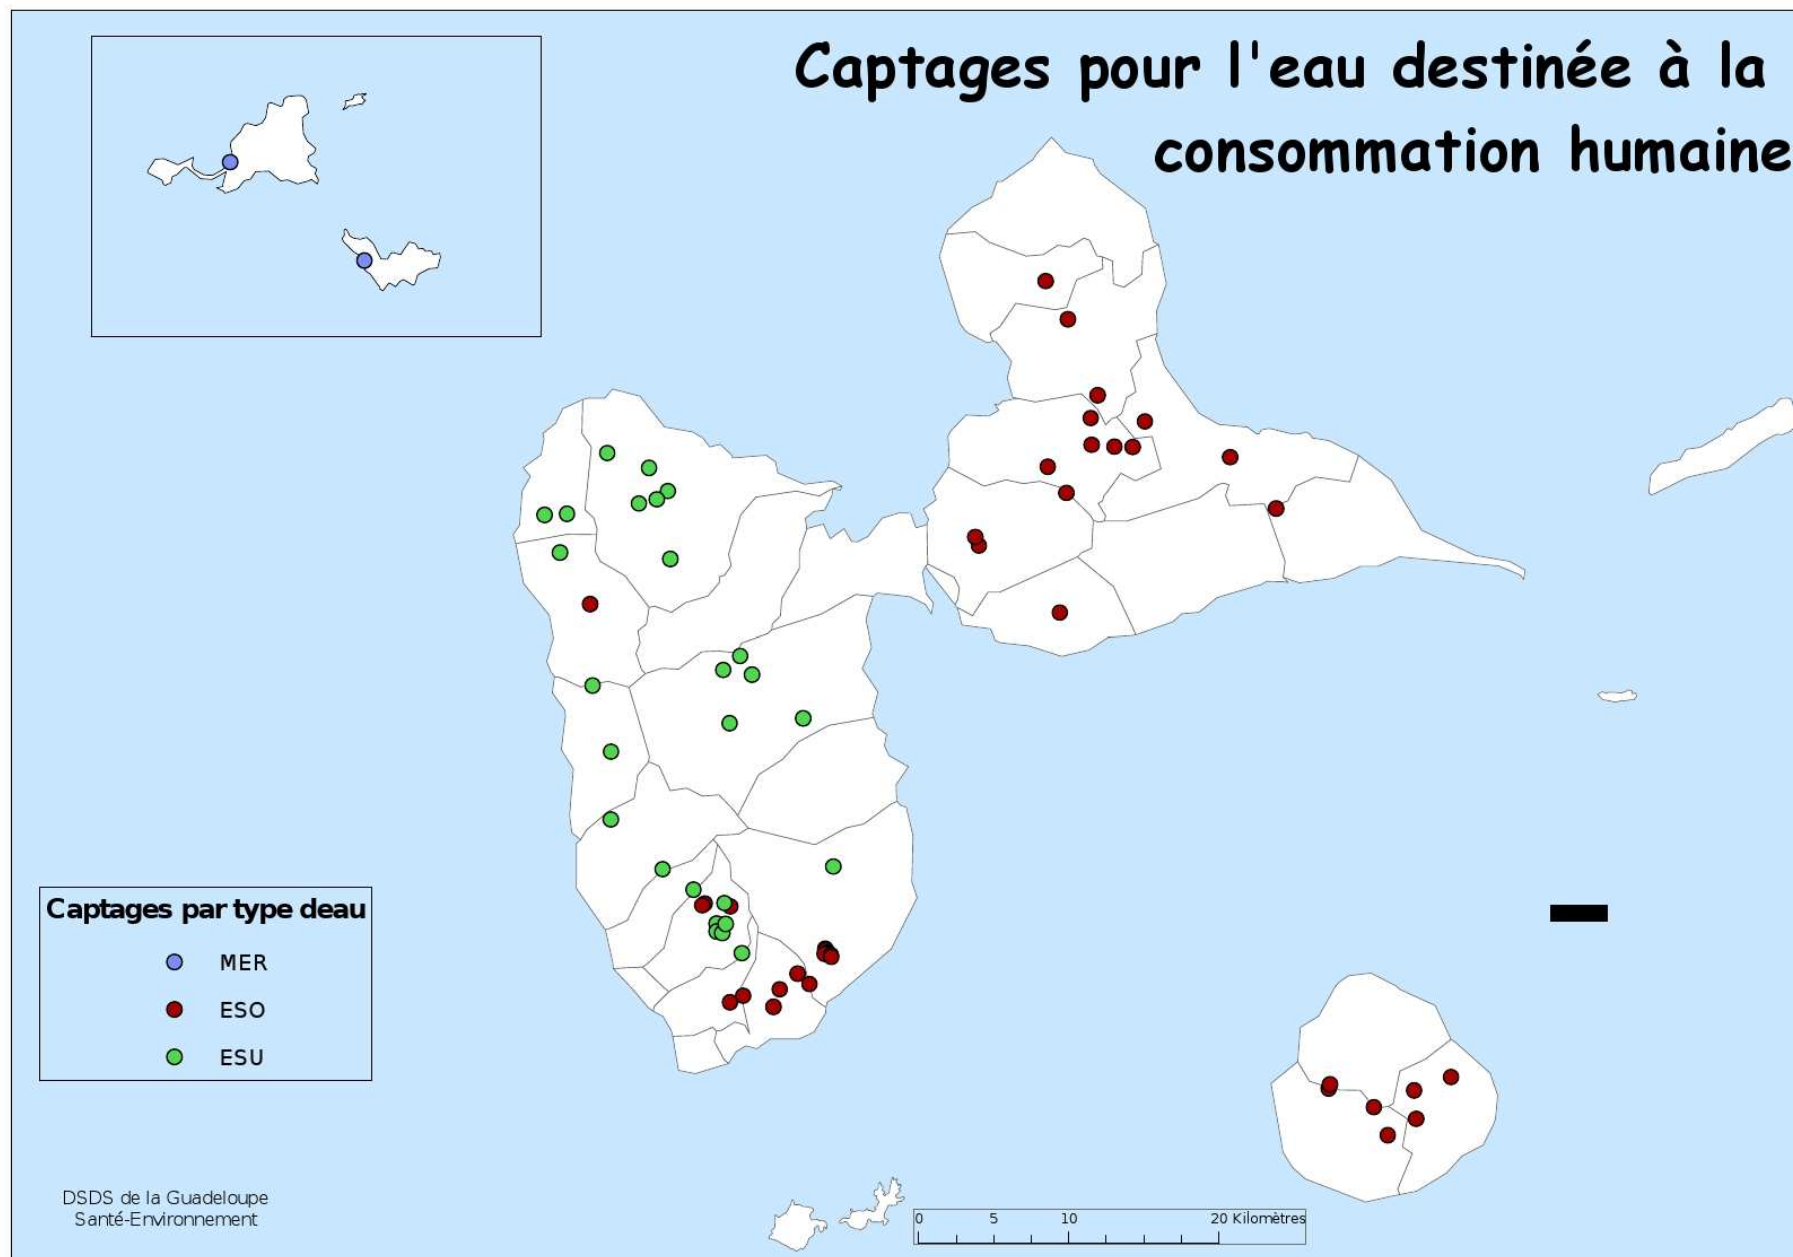 Captages pour l'eau destinée à la
consommation humaine
Captages par type deau
MER
ESO
ESU
DSDS de la Guadeloupe
Santé-Environnement
0 5 10 20 Kilomètres